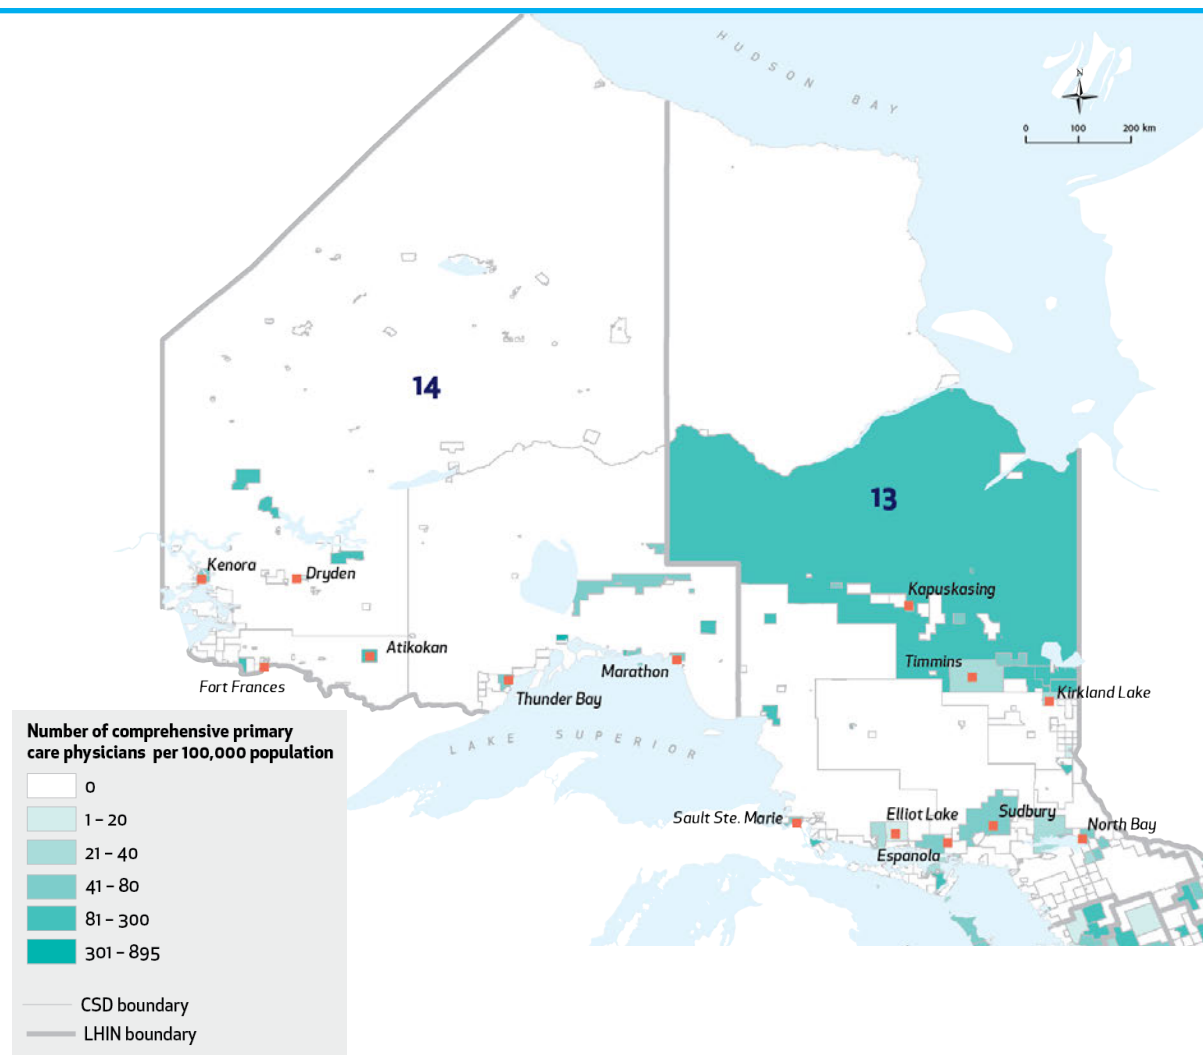 HUDSON BAY
N
0 100 200 km
14
13
Kenora
Dryden
Kapuskasing
Atikokan
Timmins
Marathon
Fort Frances
Thunder Bay
Kirkland Lake
LAKE SUPERIOR
Sault Ste. Marie
Elliot Lake
Sudbury
North Bay
Espanola
Number of comprehensive primary
care physicians per 100,000 population
0
1 – 20
21 – 40
41 – 80
81 – 300
301 – 895
CSD boundary
LHIN boundary